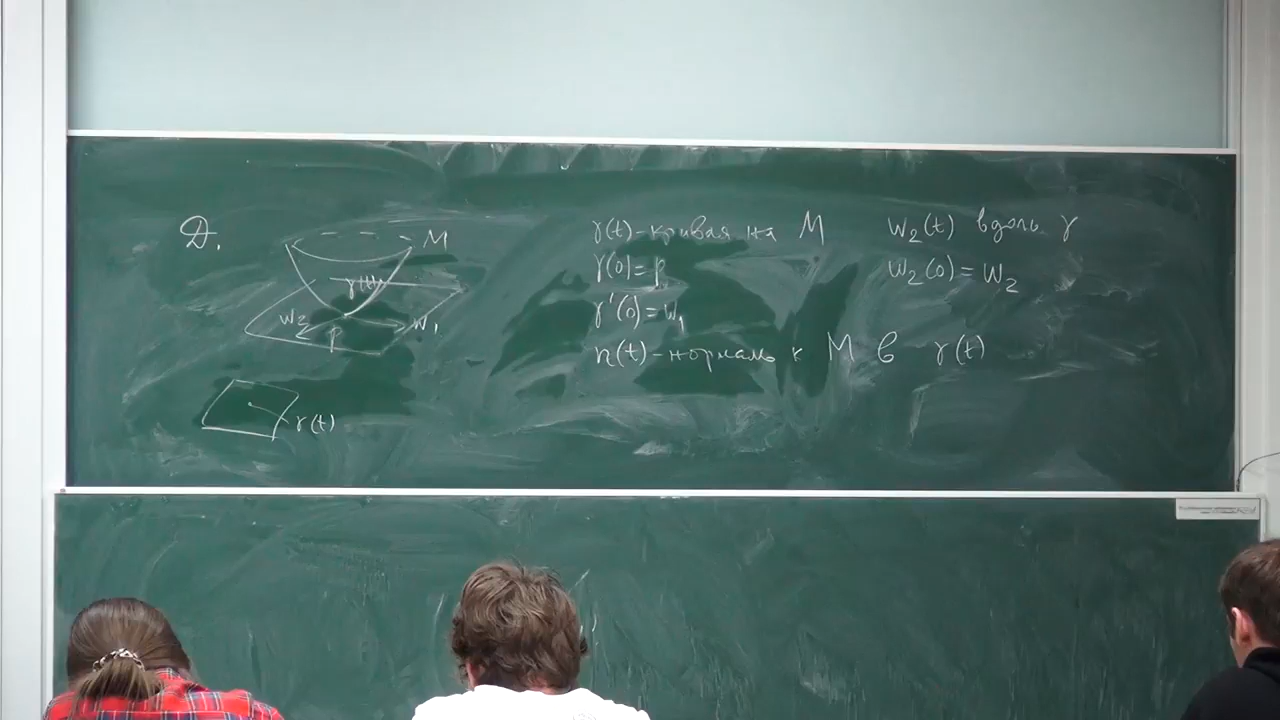 Д.
M
γ(t)
w₂
p
w₁
γ(t)
γ(t)-кривая на M
γ(0)=p
γ'(0)=w₁
n(t)-нормаль к M в γ(t)
w₂(t) вдоль γ
w₂(0)=w₂